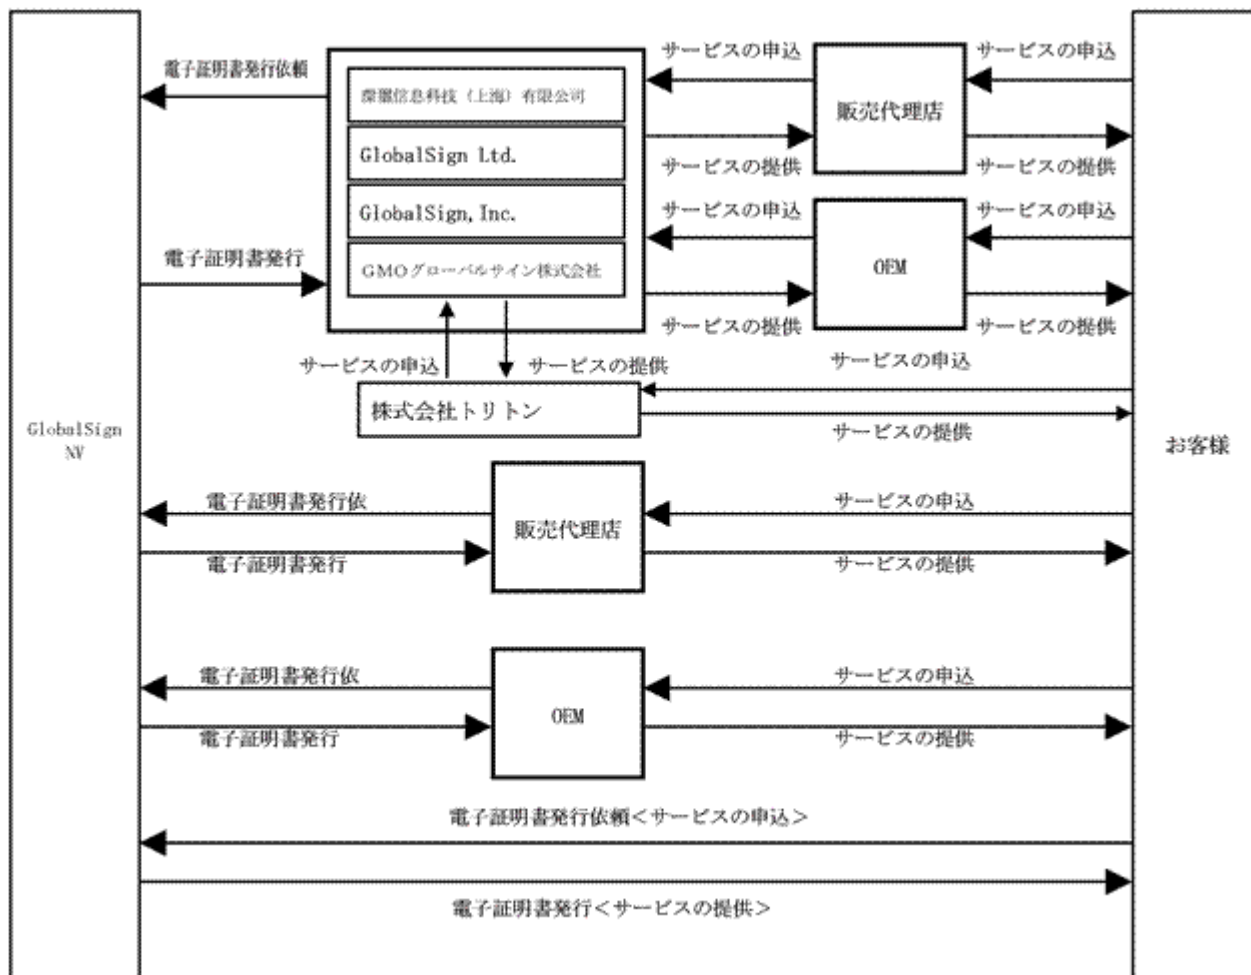 サービスの申込
サービスの申込
電子証明書発行依頼
環璽信息科技（上海）有限公司
販売代理店
GlobalSign Ltd.
サービスの提供
サービスの提供
GlobalSign,Inc.
サービスの申込
サービスの申込
電子証明書発行
GMOグローバルサイン株式会社
OEM
サービスの提供
サービスの提供
サービスの申込
サービスの提供
サービスの申込
株式会社トリトン
サービスの提供
GlobalSign
NV
お客様
電子証明書発行依
サービスの申込
販売代理店
電子証明書発行
サービスの提供
電子証明書発行依
サービスの申込
OEM
電子証明書発行
サービスの提供
電子証明書発行依頼＜サービスの申込＞
電子証明書発行＜サービスの提供＞